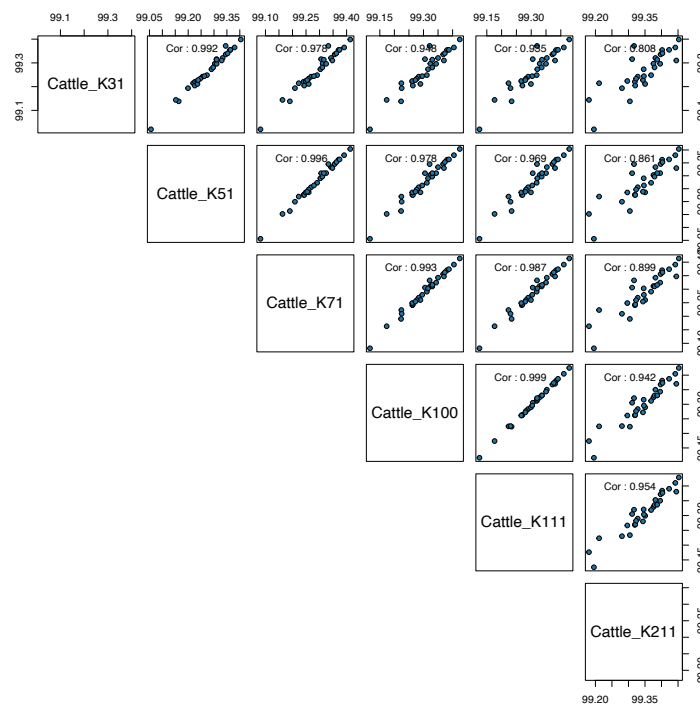 99.1 99.3 99.05 99.20 99.35 99.10 99.25 99.40 99.15 99.30 99.15 99.30 99.20 99.35
99.3
99.1
Cattle_K31
Cor : 0.992
Cor : 0.978
Cor : 0.948
Cor : 0.935
Cor : 0.808
Cattle_K51
Cor : 0.996
Cor : 0.978
Cor : 0.969
Cor : 0.861
Cattle_K71
Cor : 0.993
Cor : 0.987
Cor : 0.899
Cattle_K100
Cor : 0.999
Cor : 0.942
Cattle_K111
Cor : 0.954
Cattle_K211
99.20 99.35